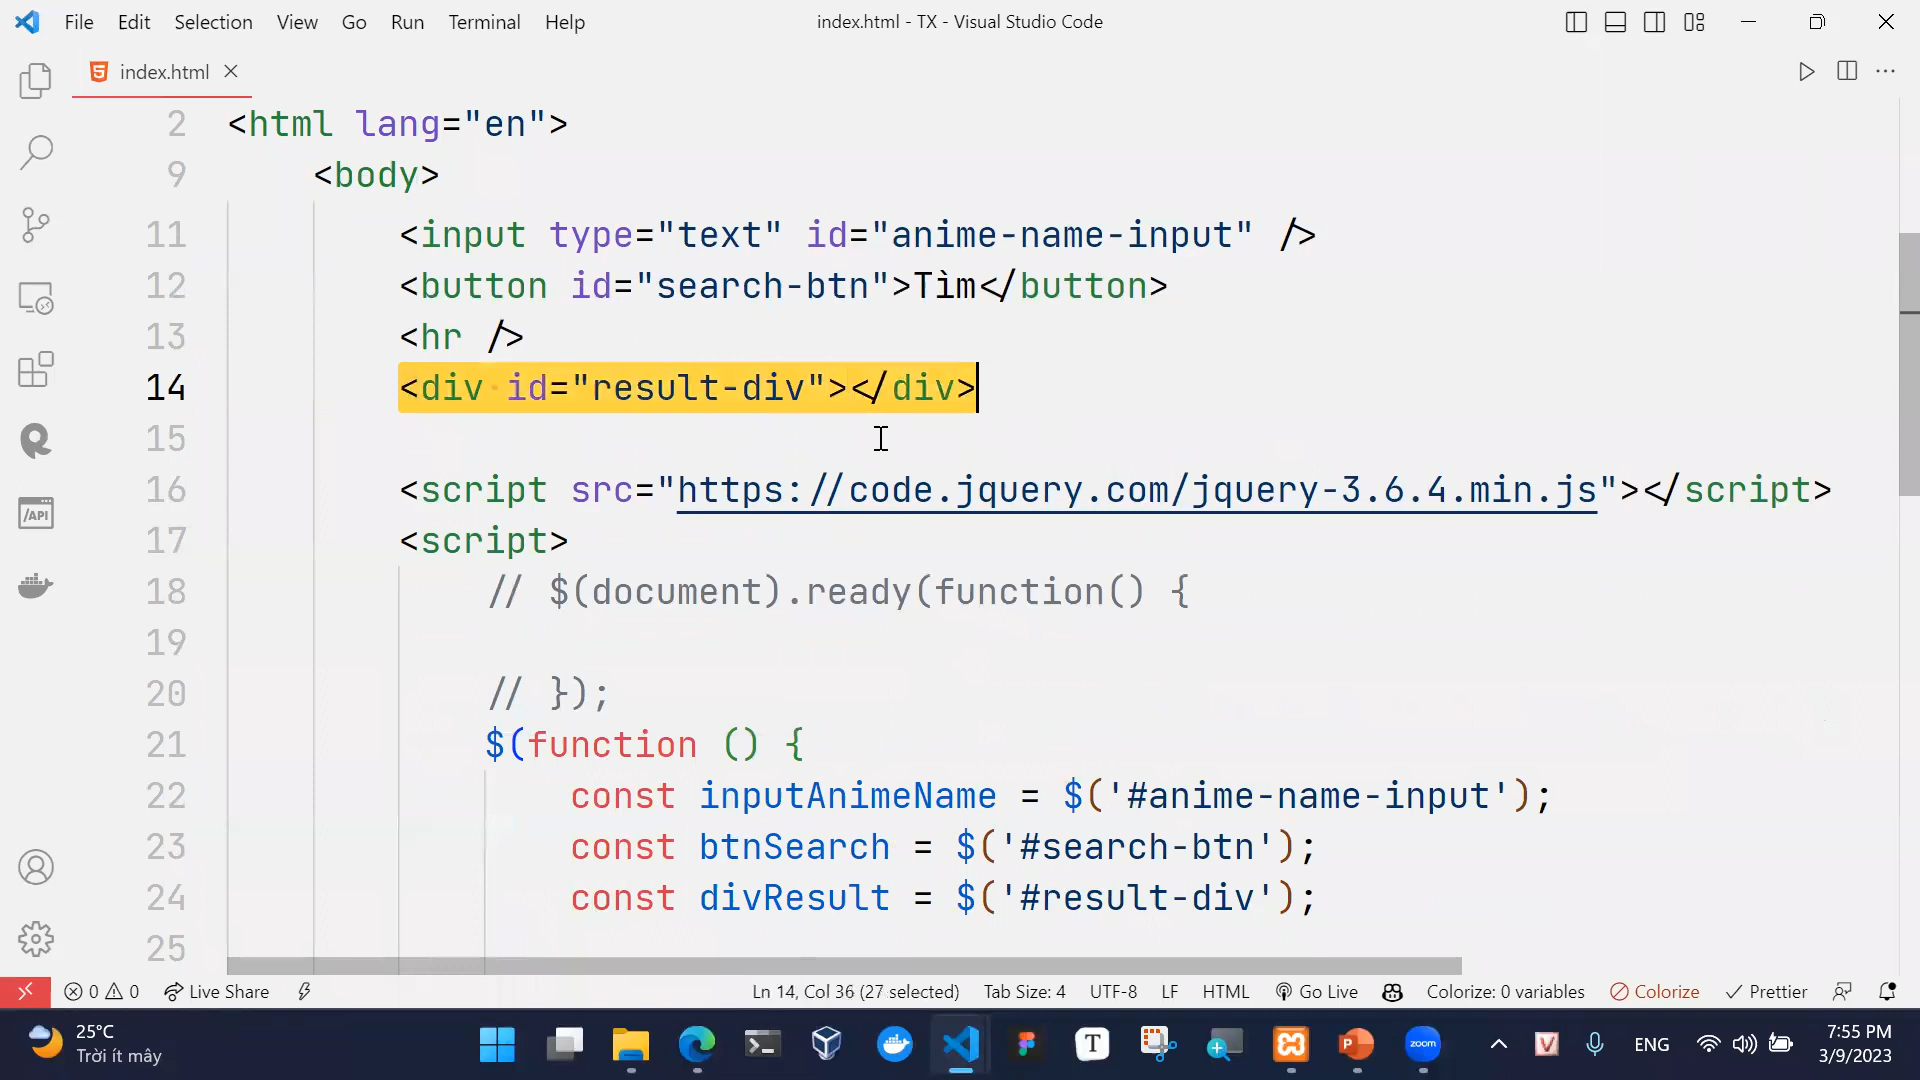 File Edit Selection View Go Run Terminal Help index.html - TX - Visual Studio Code
index.html
2 <html lang="en">
9 <body>
11 <input type="text" id="anime-name-input" />
12 <button id="search-btn">Tìm</button>
13 <hr />
14 <div id="result-div"></div>
15
16 <script src="https://code.jquery.com/jquery-3.6.4.min.js"></script>
17 <script>
18 // $(document).ready(function() {
19
20 // });
21 $(function () {
22 const inputAnimeName = $('#anime-name-input');
23 const btnSearch = $('#search-btn');
24 const divResult = $('#result-div');
25
/API
0 0 Live Share Ln 14, Col 36 (27 selected) Tab Size: 4 UTF-8 LF HTML Go Live Colorize: 0 variables Colorize Prettier
25°C
Trời ít mây
T
zoom
V
ENG
7:55 PM
3/9/2023